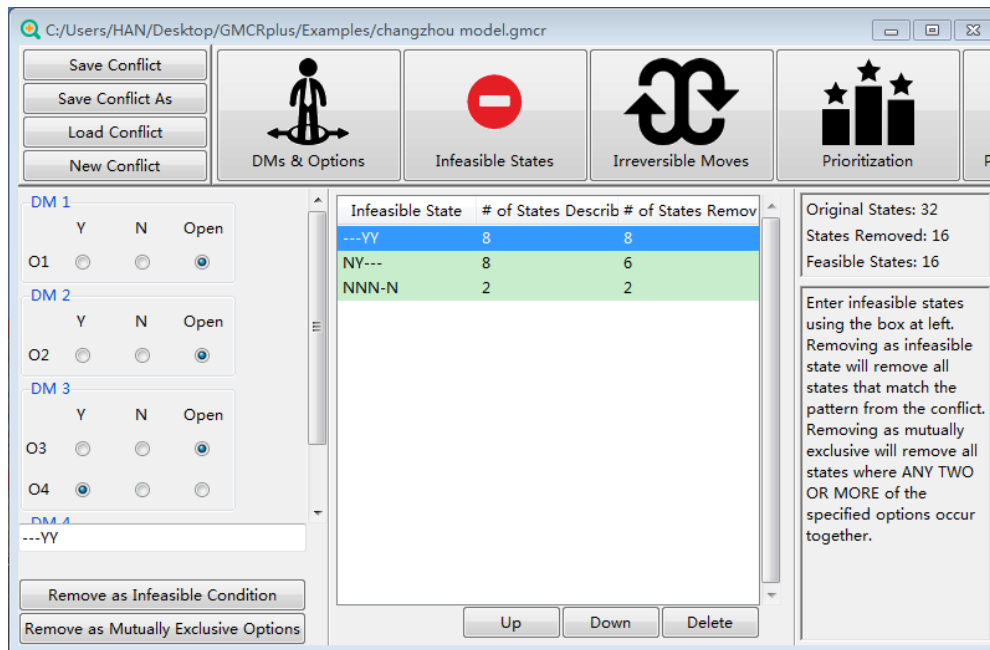 C:/Users/HAN/Desktop/GMCRplus/Examples/changzhou model.gmcr
Save Conflict
Save Conflict As
Load Conflict
New Conflict
DMs & Options
Infeasible States
Irreversible Moves
Prioritization
DM 1
Y N Open
O1
DM 2
Y N Open
O2
DM 3
Y N Open
O3
O4
DM 4
---YY
Remove as Infeasible Condition
Remove as Mutually Exclusive Options
Infeasible State # of States Describ # of States Remov
---YY 8 8
NY--- 8 6
NNN-N 2 2
Up Down Delete
Original States: 32
States Removed: 16
Feasible States: 16
Enter infeasible states
using the box at left.
Removing as infeasible
state will remove all
states that match the
pattern from the conflict.
Removing as mutually
exclusive will remove all
states where ANY TWO
OR MORE of the
specified options occur
together.